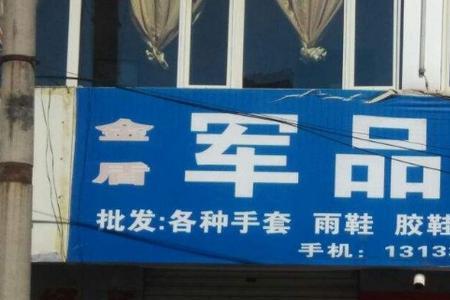 金盾
军品
批发:各种手套 雨鞋 胶鞋
手机：1313